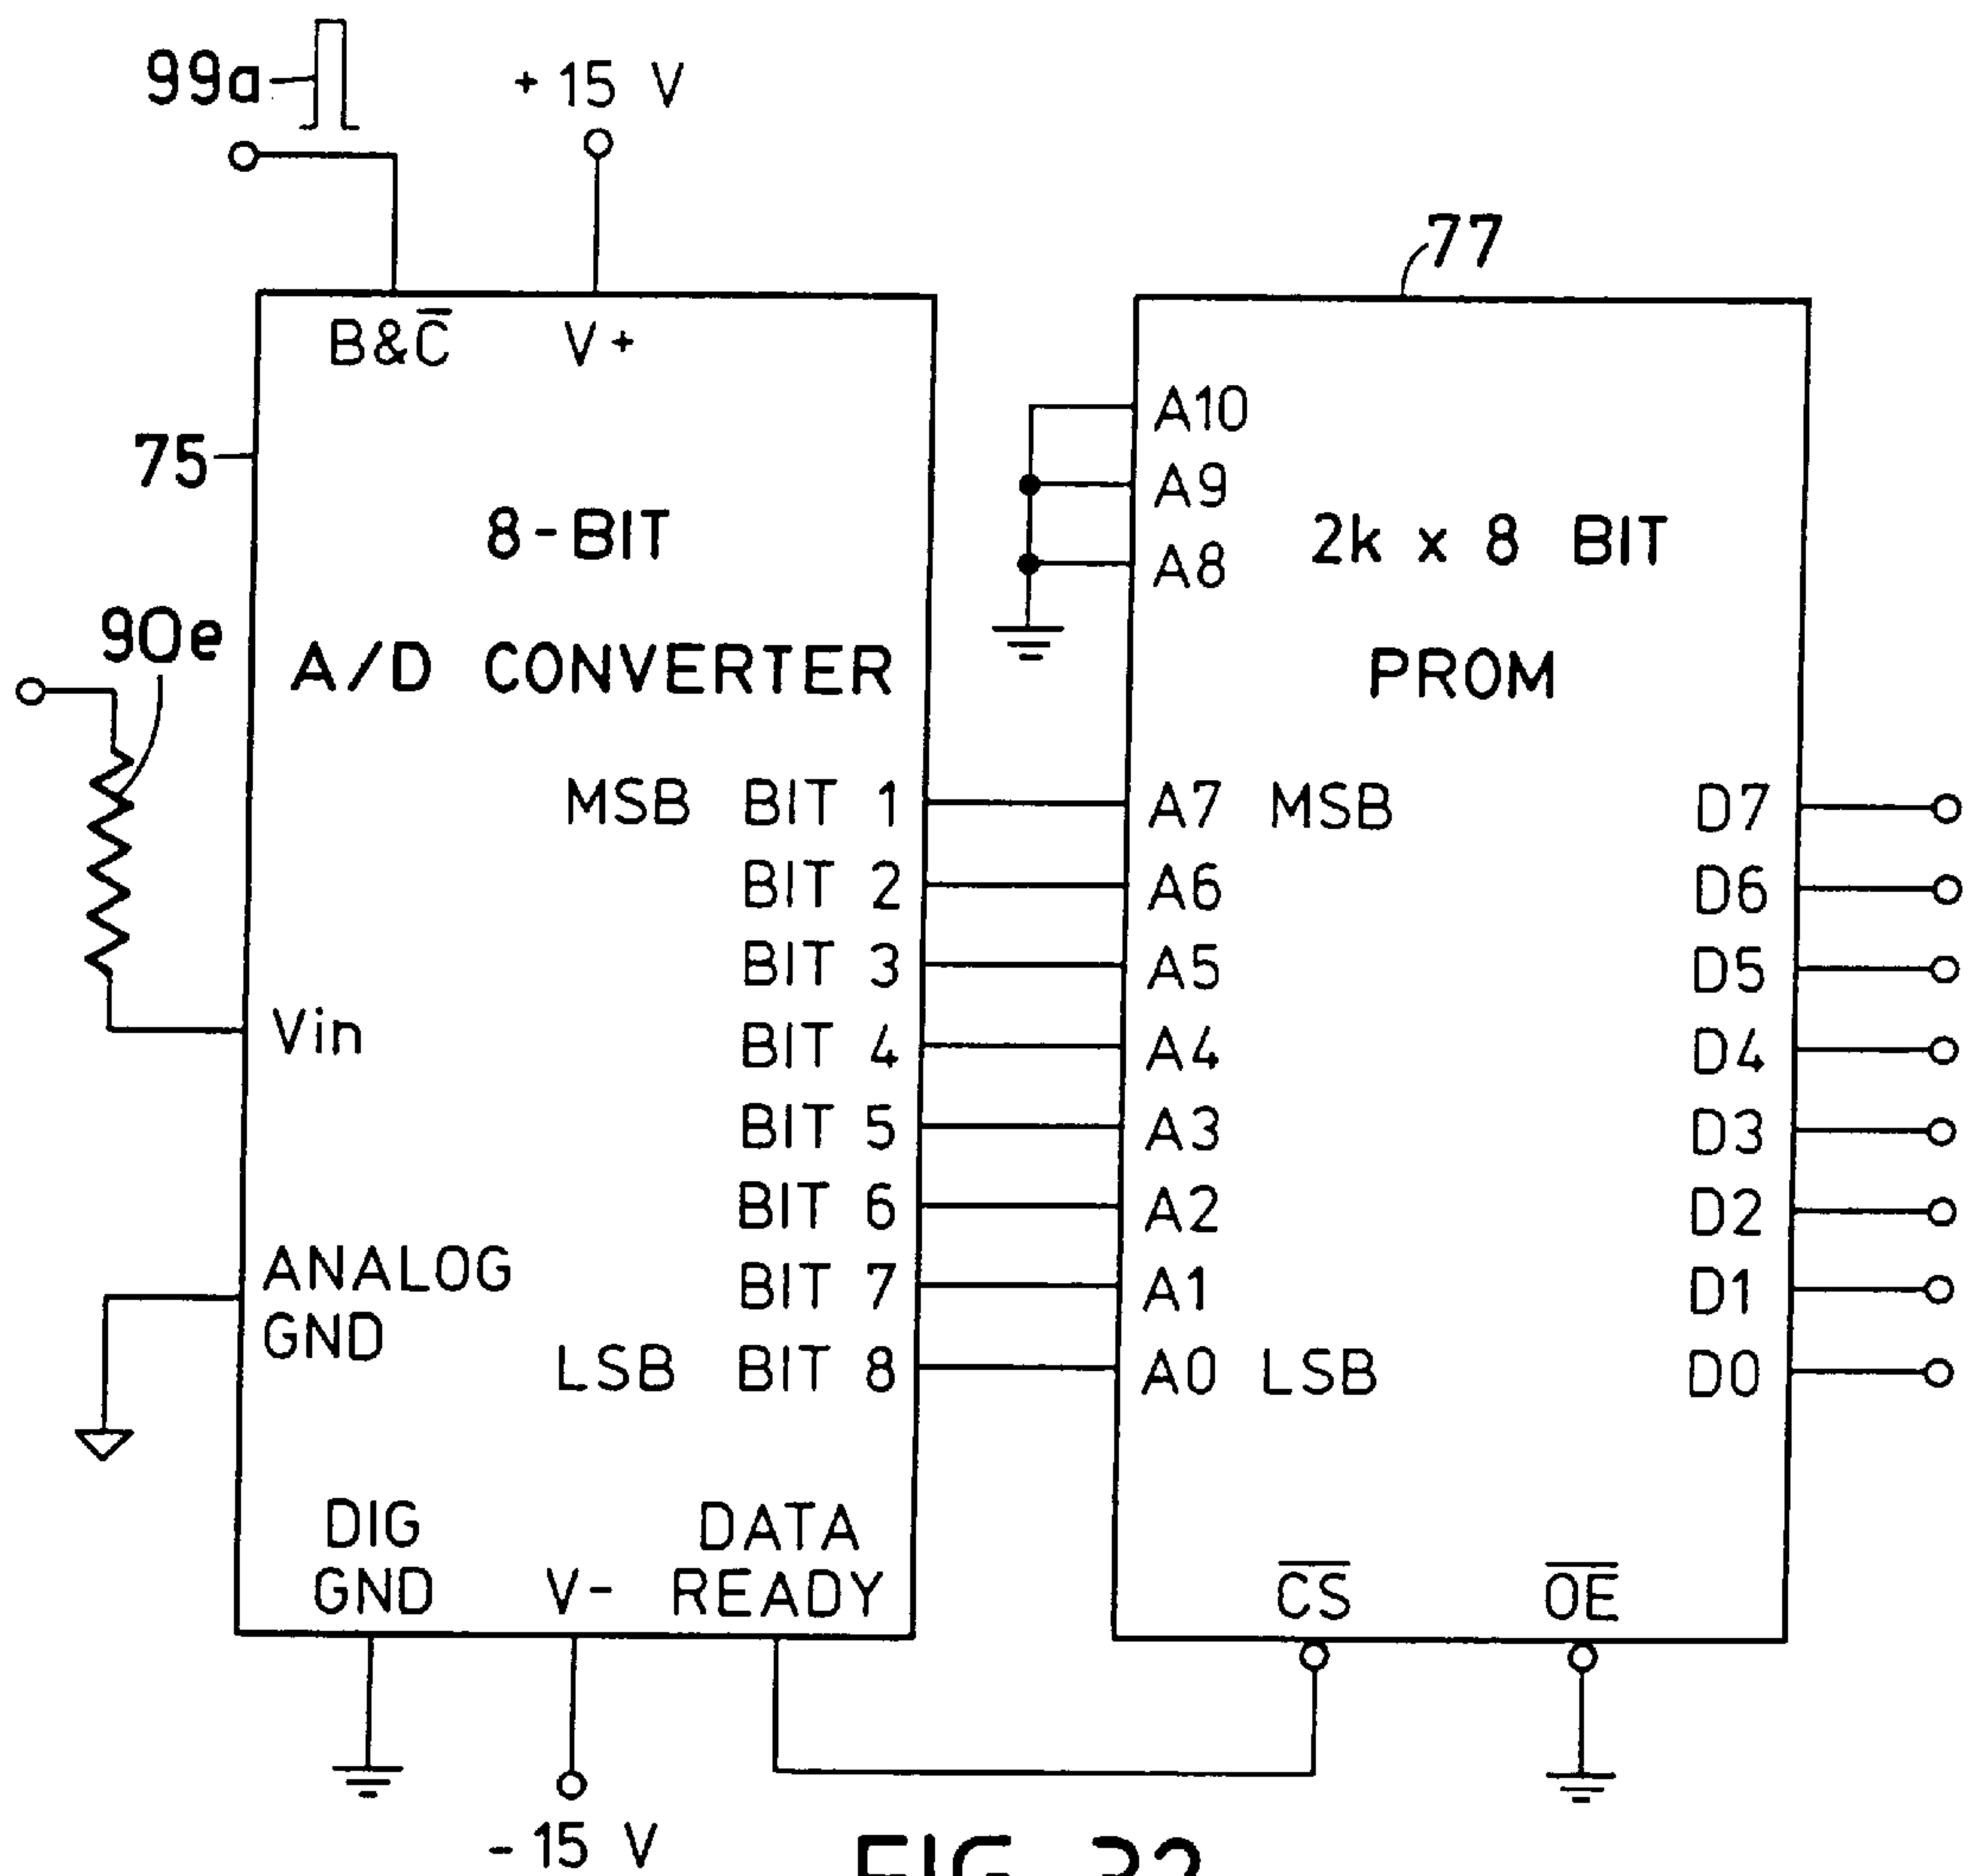 99a
+15 V
77
B&C̅
V+
75
8-BIT
A/D CONVERTER
90e
Vin
ANALOG
GND
MSB BIT 1
BIT 2
BIT 3
BIT 4
BIT 5
BIT 6
BIT 7
LSB BIT 8
DIG
GND
V-
DATA
READY
-15 V
A10
A9
A8
2k x 8 BIT
PROM
A7 MSB
A6
A5
A4
A3
A2
A1
A0 LSB
D7
D6
D5
D4
D3
D2
D1
D0
C̅S̅
O̅E̅